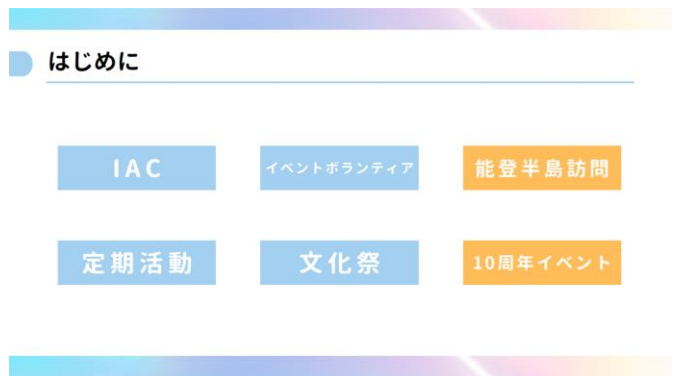 はじめに
IAC
イベントボランティア
能登半島訪問
定期活動
文化祭
10周年イベント